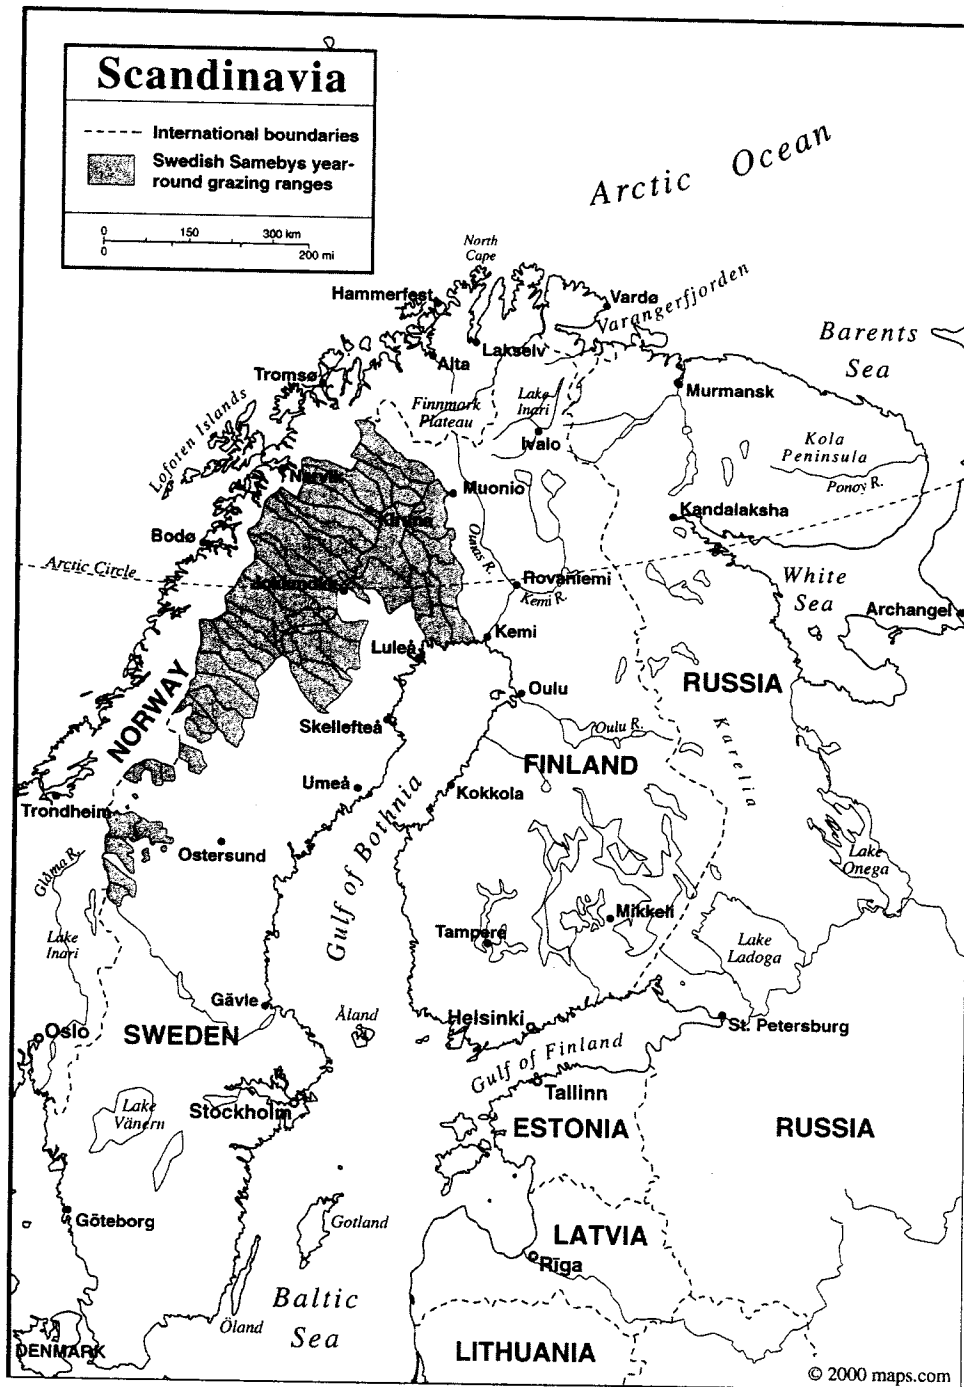 Scandinavia
International boundaries
Swedish Samebys year-
round grazing ranges
0 150 300 km
0 200 mi
Arctic Ocean
North
Cape
Hammerfest
Vardø
Varangerfjorden
Barents
Sea
Alta
Lakselv
Tromsø
Murmansk
Finnmark
Plateau
Lake
Inari
Lofoten Islands
Ivalo
Kola
Peninsula
Narvik
Muonio
Ponoy R.
Kiruna
Kandalaksha
Bodø
Ounas R.
Arctic Circle
Rovaniemi
Kemi R.
White
Sea
Archangel
Kemi
Luleå
NORWAY
RUSSIA
Oulu
Skellefteå
Oulu R.
Karelia
FINLAND
Umeå
Kokkola
Trondheim
Gulf of Bothnia
Ostersund
Glåma R.
Lake
Onega
Mikkeli
Tampere
Lake
Inari
Lake
Ladoga
Gävle
Åland
Helsinki
St. Petersburg
Oslo
SWEDEN
Gulf of Finland
Tallinn
Lake
Vänern
Stockholm
ESTONIA
RUSSIA
Göteborg
Gotland
LATVIA
Rīga
Baltic
Sea
Öland
DENMARK
LITHUANIA
© 2000 maps.com